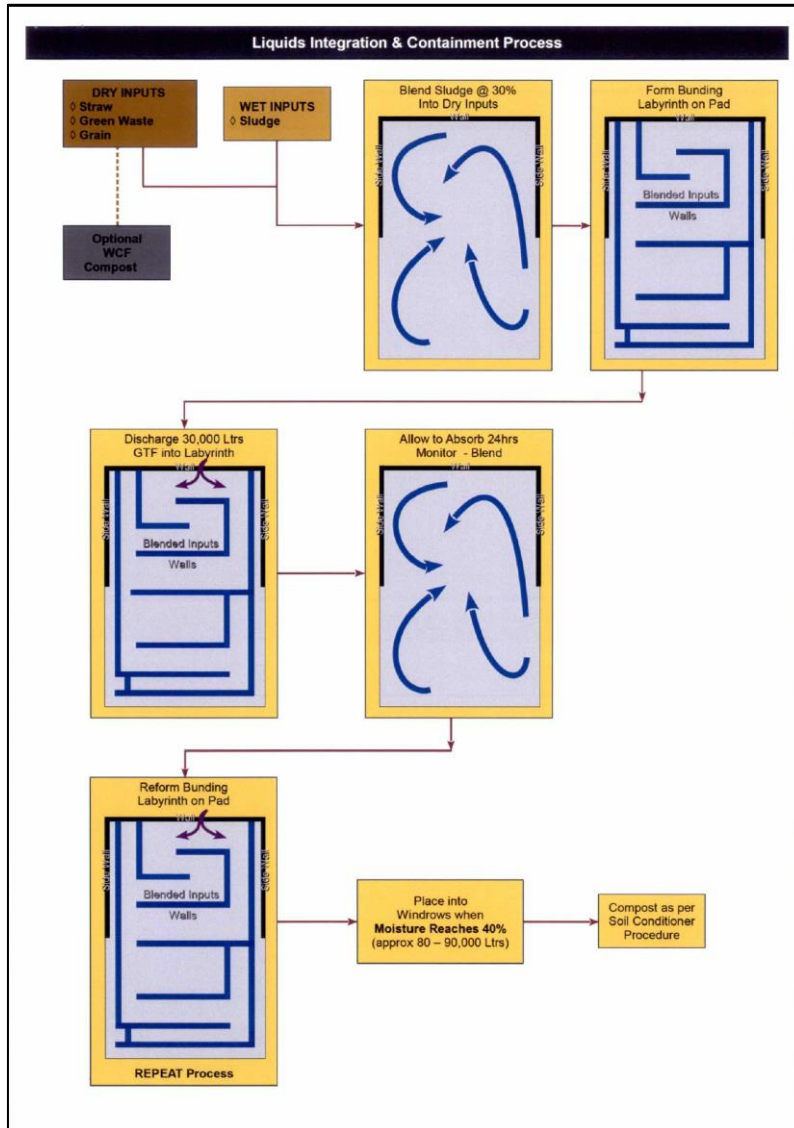 Liquids Integration & Containment Process
DRY INPUTS
◊ Straw
◊ Green Waste
◊ Grain
WET INPUTS
◊ Sludge
Optional
WCF
Compost
Blend Sludge @ 30%
Into Dry Inputs
Wall
Side Wall
Side Wall
Form Bunding
Labyrinth on Pad
Wall
Side Wall
Side Wall
Blended Inputs
Walls
Discharge 30,000 Ltrs
GTF into Labyrinth
Wall
Side Wall
Side Wall
Blended Inputs
Walls
Allow to Absorb 24hrs
Monitor - Blend
Wall
Side Wall
Side Wall
Reform Bunding
Labyrinth on Pad
Wall
Side Wall
Side Wall
Blended Inputs
Walls
REPEAT Process
Place into
Windrows when
Moisture Reaches 40%
(approx 80 – 90,000 Ltrs)
Compost as per
Soil Conditioner
Procedure